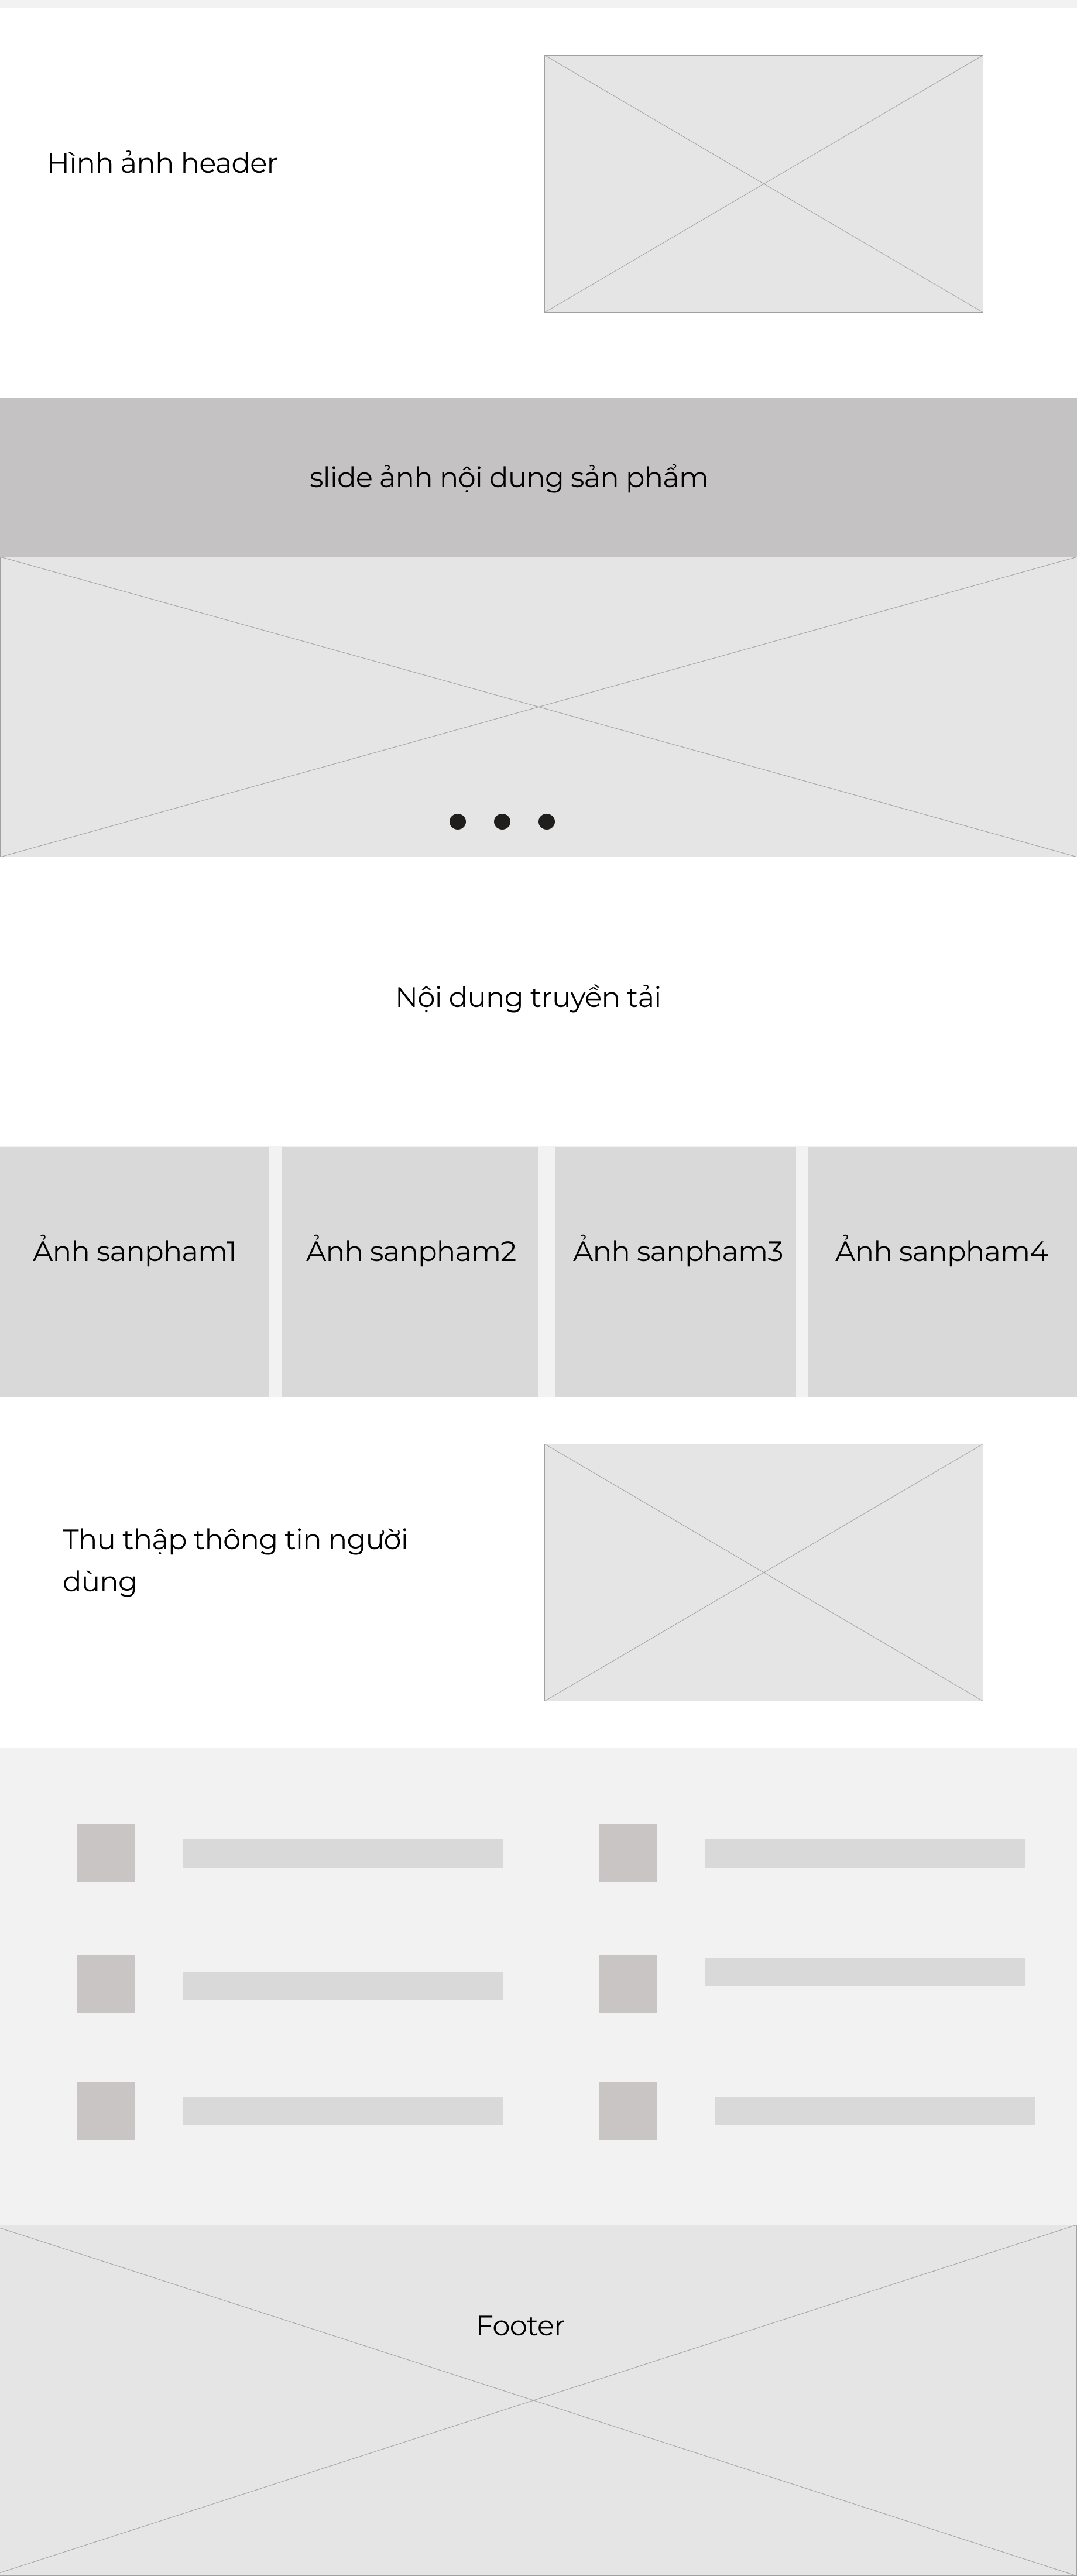 Hình ảnh header
slide ảnh nội dung sản phẩm
Nội dung truyền tải
Ảnh sanpham1
Ảnh sanpham2
Ảnh sanpham3
Ảnh sanpham4
Thu thập thông tin người
dùng
Footer